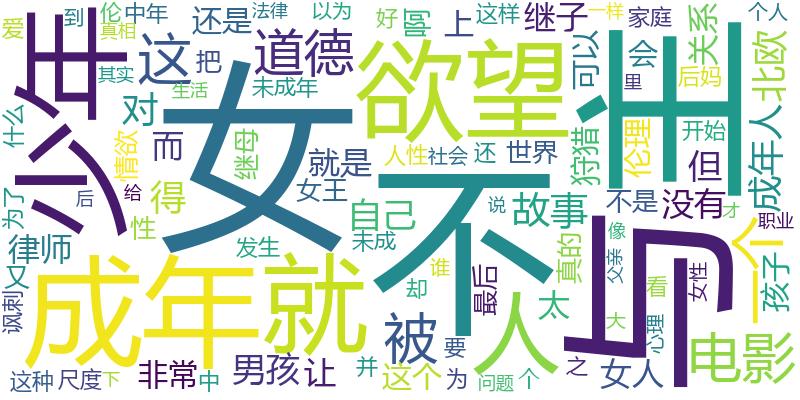 爱
到
伦
真相
中年
还是
法律
以为
好
啊
上
这样
继子
一样
家庭
个人
少年
这
把
道德
欲望
可以
会
里
关系
后妈
北欧
其实
生活
未成年
什么
对
女
王
情欲
而
继母
就是
人性
社会
还
世界
狩猎
伦理
开始
成年人
但
为了
后
给
得
性
女王
自己
不
说
故事
不是
没有
才
职业
律师
又
发生
未成
谁
却
最后
太
真的
与
像
父亲
女性
一个
孩子
讽刺
成年
就
被
人
大
看
心理
电影
这种
尺度
下
非常
中
男孩
让
并
这个
要
为
问题
个
之
女人